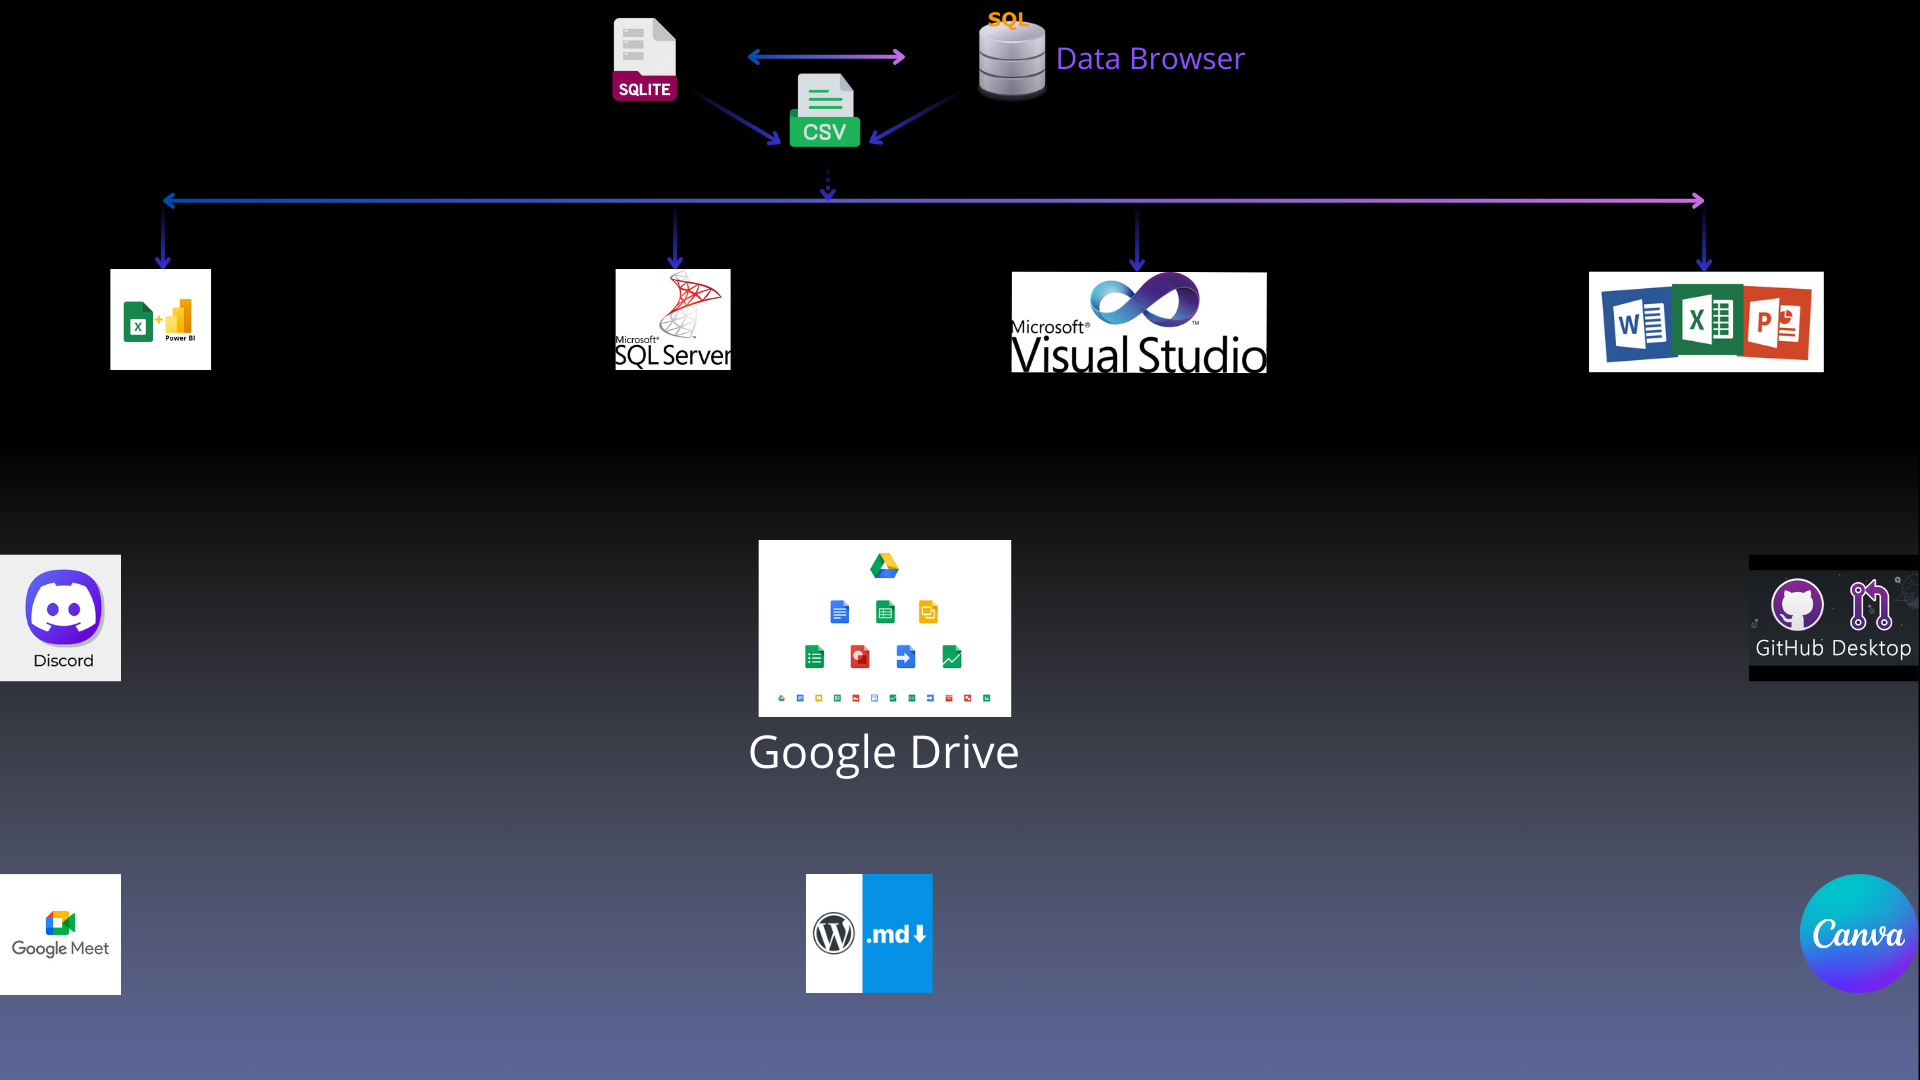 SQL
Data Browser
SQLITE
CSV
X
+
Power BI
Microsoft®
SQL Server
Microsoft®
Visual Studio™
W
X
P
Discord
GitHub Desktop
Google Drive
Google Meet
W
.md
Canva